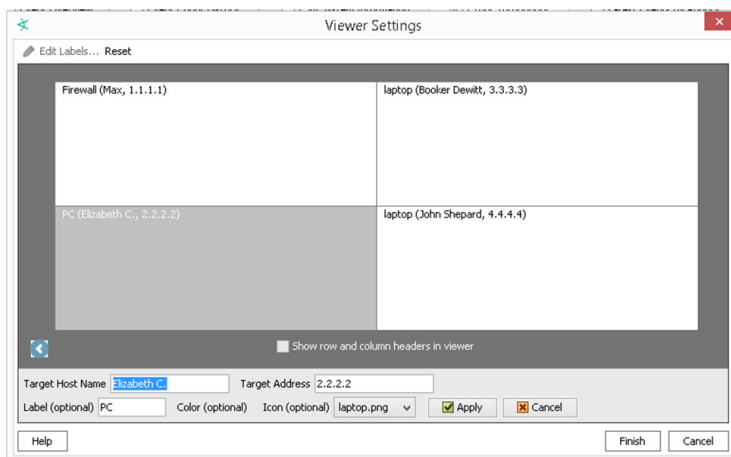 Viewer Settings
Edit Labels... Reset
Firewall (Max, 1.1.1.1)
laptop (Booker Dewitt, 3.3.3.3)
PC (Elizabeth C., 2.2.2.2)
laptop (John Shepard, 4.4.4.4)
Show row and column headers in viewer
Target Host Name Elizabeth C. Target Address 2.2.2.2
Label (optional) PC Color (optional) Icon (optional) laptop.png Apply Cancel
Help Finish Cancel